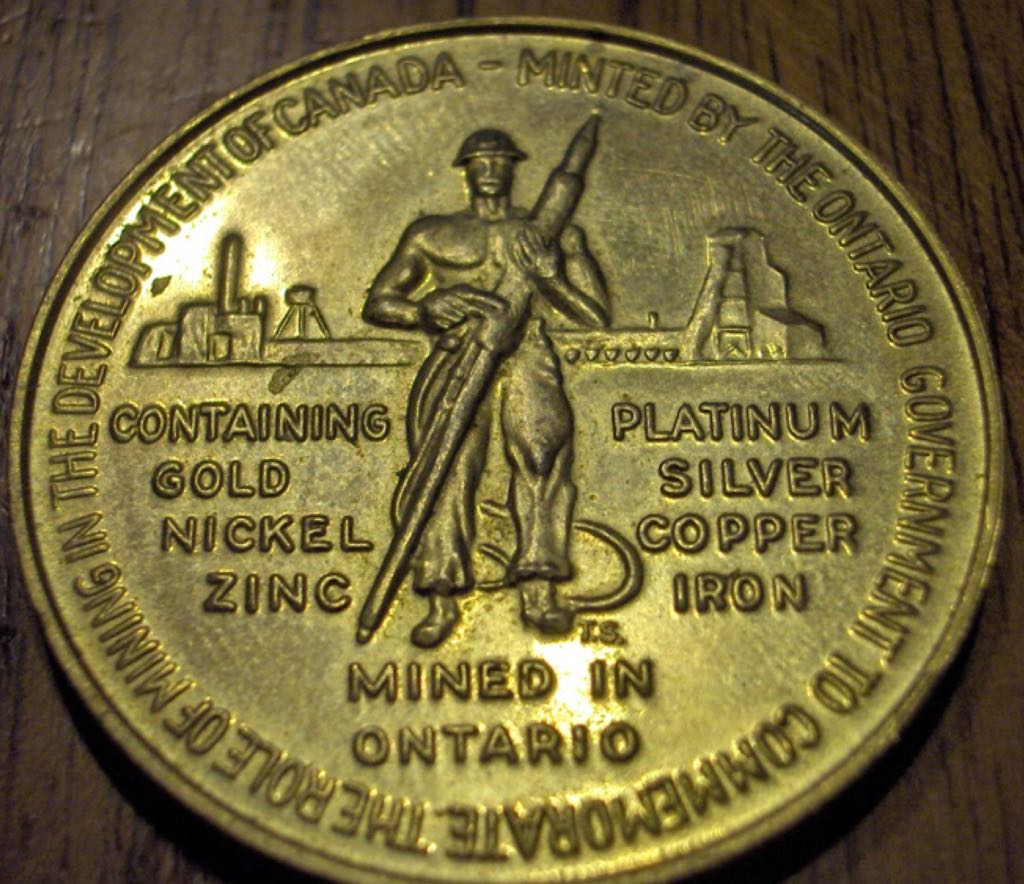 MINTED BY THE ONTARIO GOVERNMENT TO COMMEMORATE THE ROLE OF MINING IN THE DEVELOPMENT OF CANADA -
CONTAINING
GOLD
NICKEL
ZINC
PLATINUM
SILVER
COPPER
IRON
T.S.
MINED IN
ONTARIO